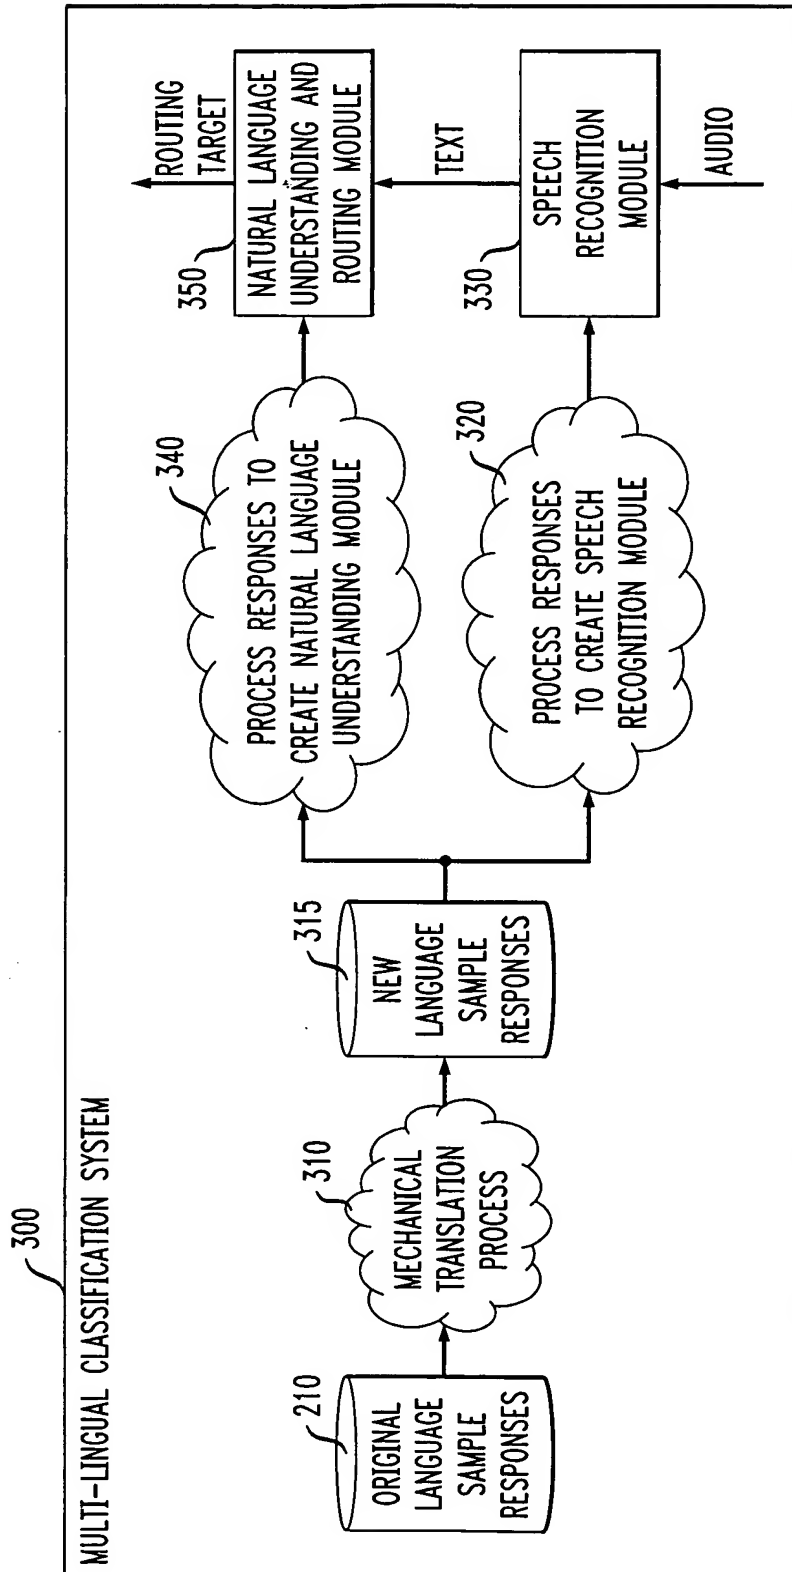 300
MULTI-LINGUAL CLASSIFICATION SYSTEM
210
ORIGINAL
LANGUAGE
SAMPLE
RESPONSES
310
MECHANICAL
TRANSLATION
PROCESS
315
NEW
LANGUAGE
SAMPLE
RESPONSES
340
PROCESS RESPONSES TO
CREATE NATURAL LANGUAGE
UNDERSTANDING MODULE
320
PROCESS RESPONSES
TO CREATE SPEECH
RECOGNITION MODULE
350
NATURAL LANGUAGE
UNDERSTANDING AND
ROUTING MODULE
ROUTING
TARGET
TEXT
330
SPEECH
RECOGNITION
MODULE
AUDIO